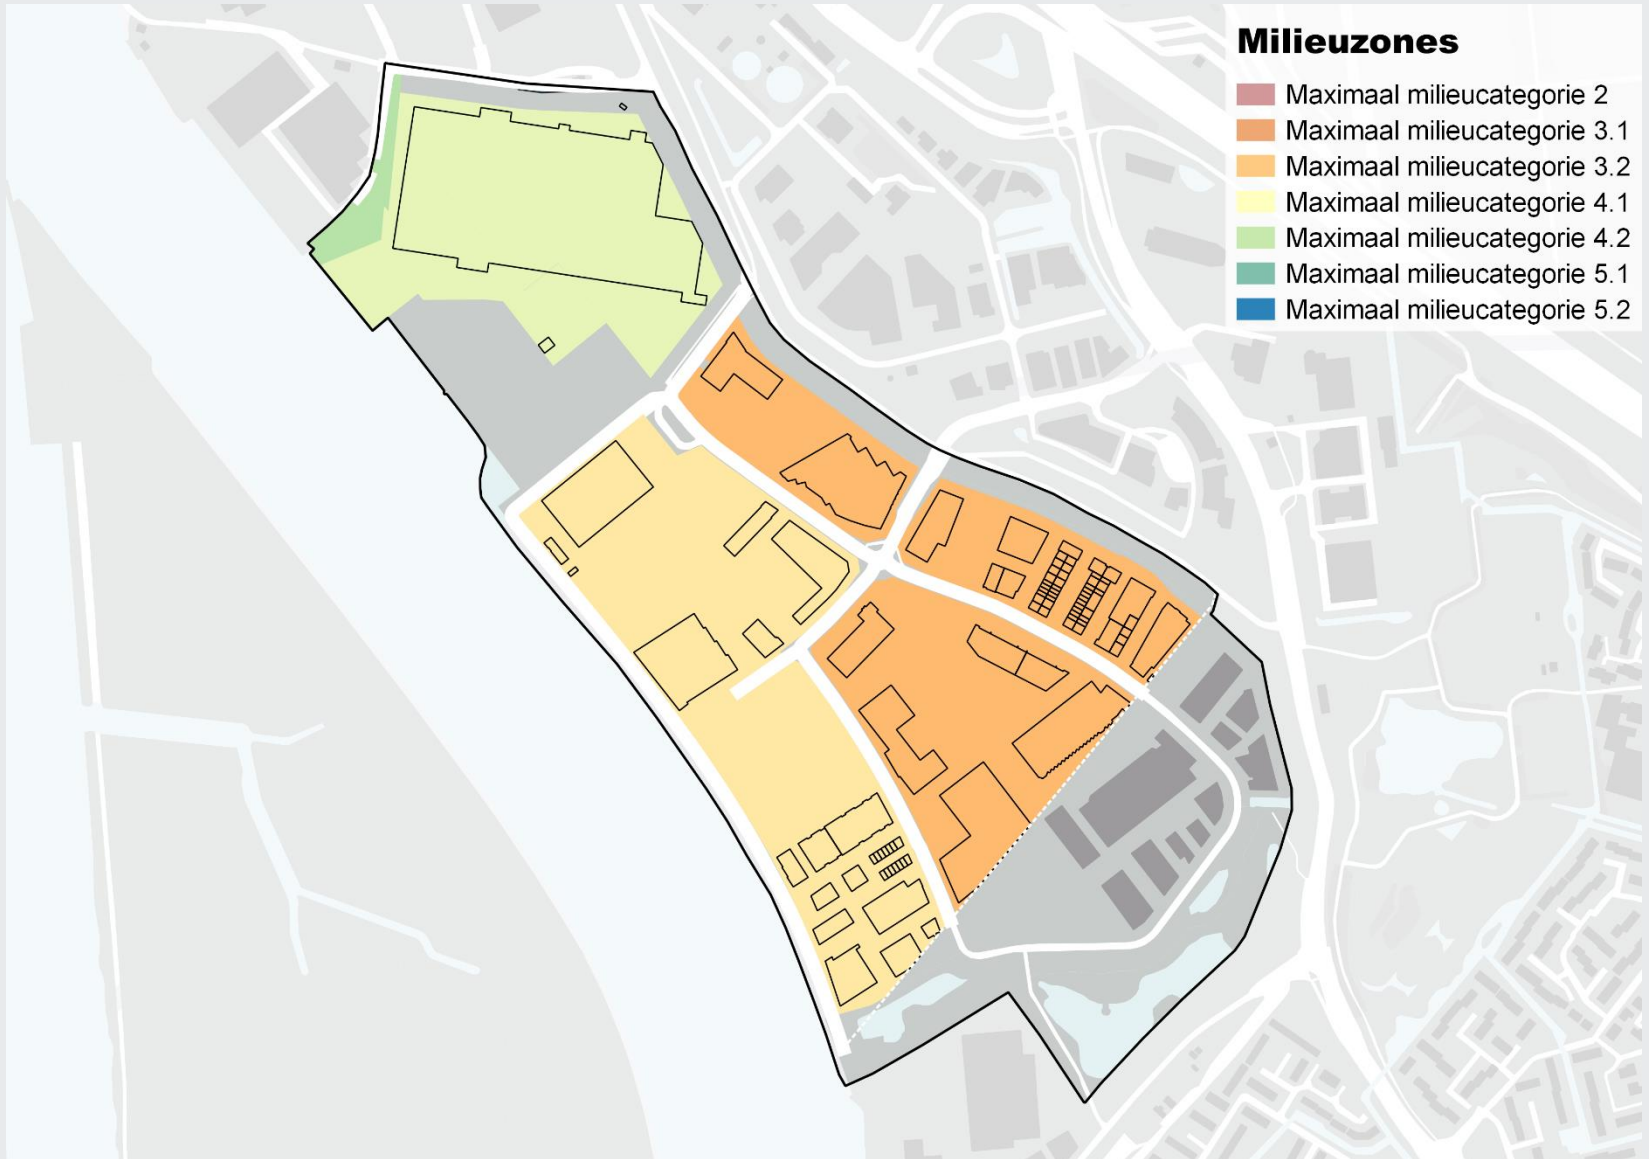 Milieuzones
Maximaal milieucategorie 2
Maximaal milieucategorie 3.1
Maximaal milieucategorie 3.2
Maximaal milieucategorie 4.1
Maximaal milieucategorie 4.2
Maximaal milieucategorie 5.1
Maximaal milieucategorie 5.2